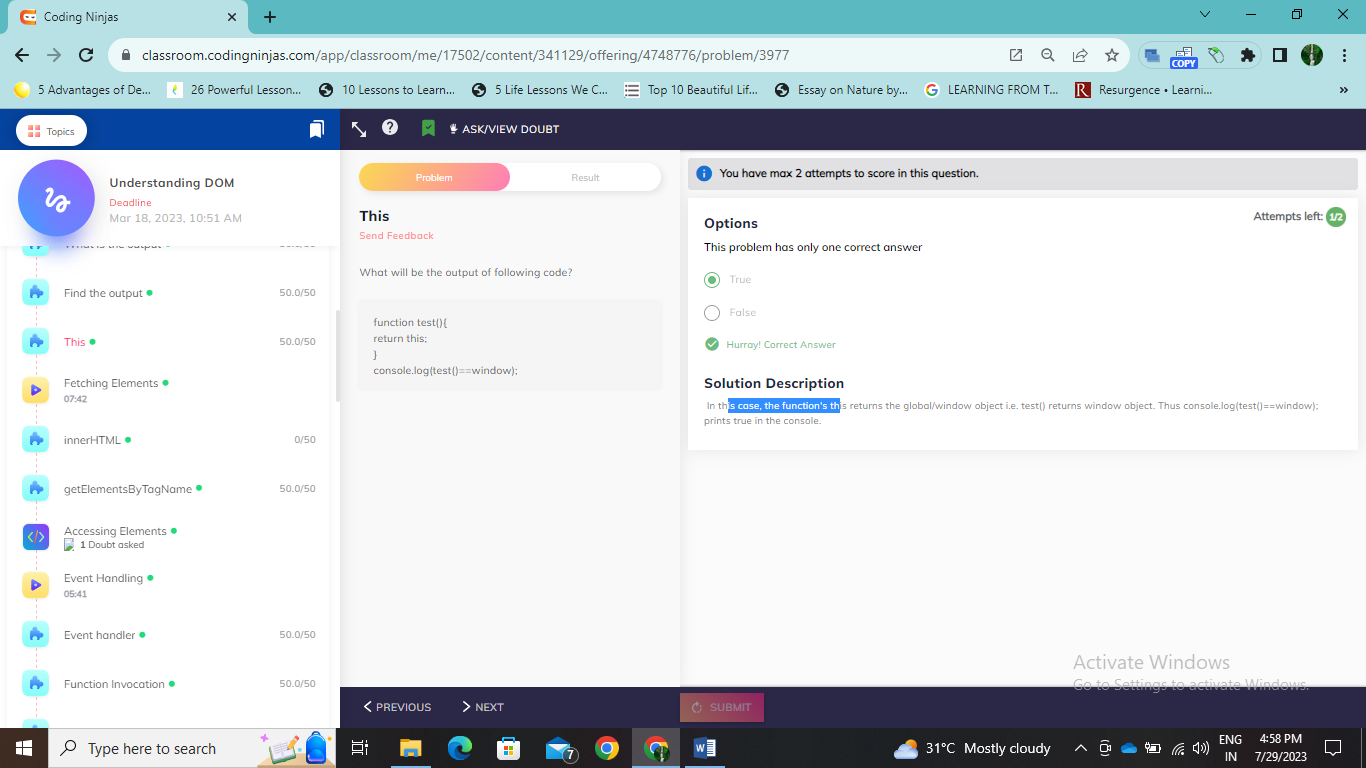 Coding Ninjas
classroom.codingninjas.com/app/classroom/me/17502/content/341129/offering/4748776/problem/3977
COPY
5 Advantages of De...
26 Powerful Lesson...
10 Lessons to Learn...
5 Life Lessons We C...
Top 10 Beautiful Lif...
Essay on Nature by...
LEARNING FROM T...
Resurgence • Learni...
»
Topics
ASK/VIEW DOUBT
Understanding DOM
Deadline
Mar 18, 2023, 10:51 AM
Find the output
50.0/50
This
50.0/50
Fetching Elements
07:42
innerHTML
0/50
getElementsByTagName
50.0/50
Accessing Elements
1 Doubt asked
Event Handling
05:41
Event handler
50.0/50
Function Invocation
50.0/50
Problem
Result
This
Send Feedback
What will be the output of following code?
function test(){
return this;
}
console.log(test()==window);
PREVIOUS
NEXT
You have max 2 attempts to score in this question.
Options
Attempts left: 1/2
This problem has only one correct answer
True
False
Hurray! Correct Answer
Solution Description
In this case, the function's this returns the global/window object i.e. test() returns window object. Thus console.log(test()==window);
prints true in the console.
SUBMIT
Activate Windows
Go to Settings to activate Windows.
Type here to search
7
31°C Mostly cloudy
ENG
IN
4:58 PM
7/29/2023